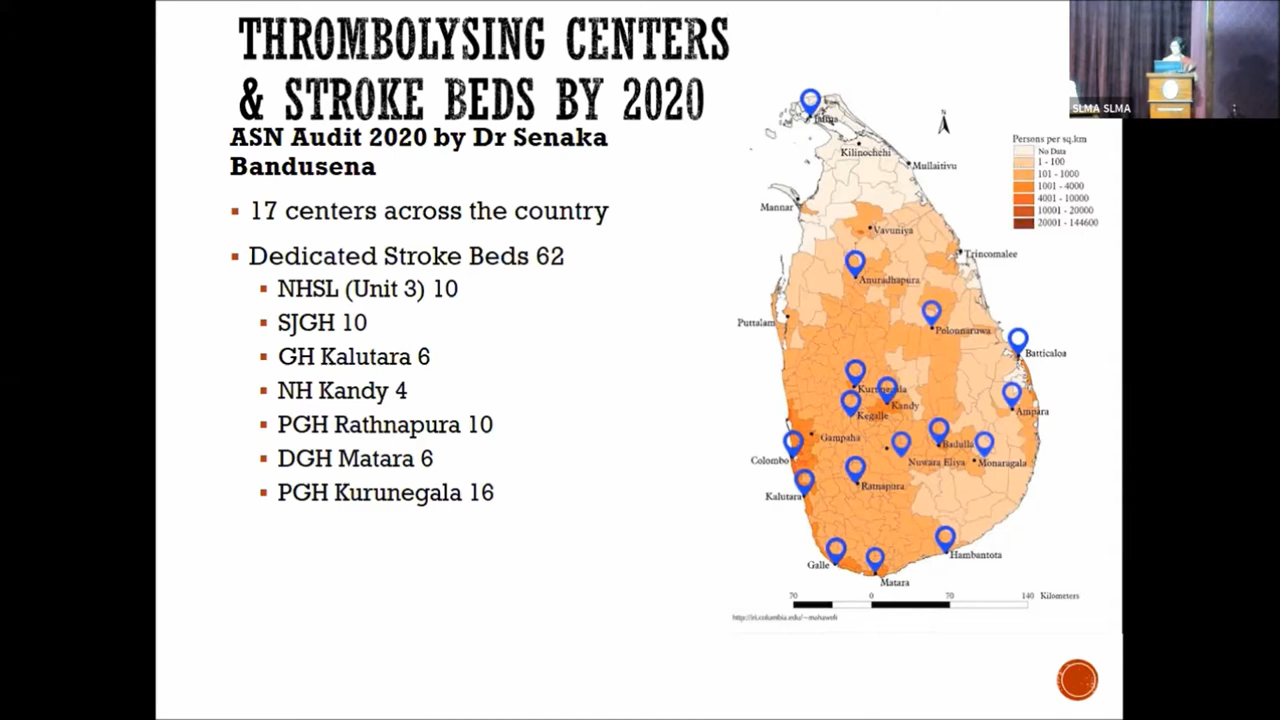 THROMBOLYSING CENTERS
& STROKE BEDS BY 2020
ASN Audit 2020 by Dr Senaka
Bandusena
17 centers across the country
Dedicated Stroke Beds 62
NHSL (Unit 3) 10
SJGH 10
GH Kalutara 6
NH Kandy 4
PGH Rathnapura 10
DGH Matara 6
PGH Kurunegala 16
SLMA SLMA
N
Persons per sq.km
No Data
1 - 100
101 - 1000
1001 - 4000
4001 - 10000
10001 - 20000
20001 - 144600
Jaffna
Kilinochchi
Mullaitivu
Mannar
Vavuniya
Trincomalee
Anuradhapura
Puttalam
Polonnaruwa
Batticaloa
Kurunegala
Kandy
Kegalle
Ampara
Gampaha
Badulla
Colombo
Nuwara Eliya
Monaragala
Ratnapura
Kalutara
Hambantota
Galle
Matara
70 0 70 140 Kilometers